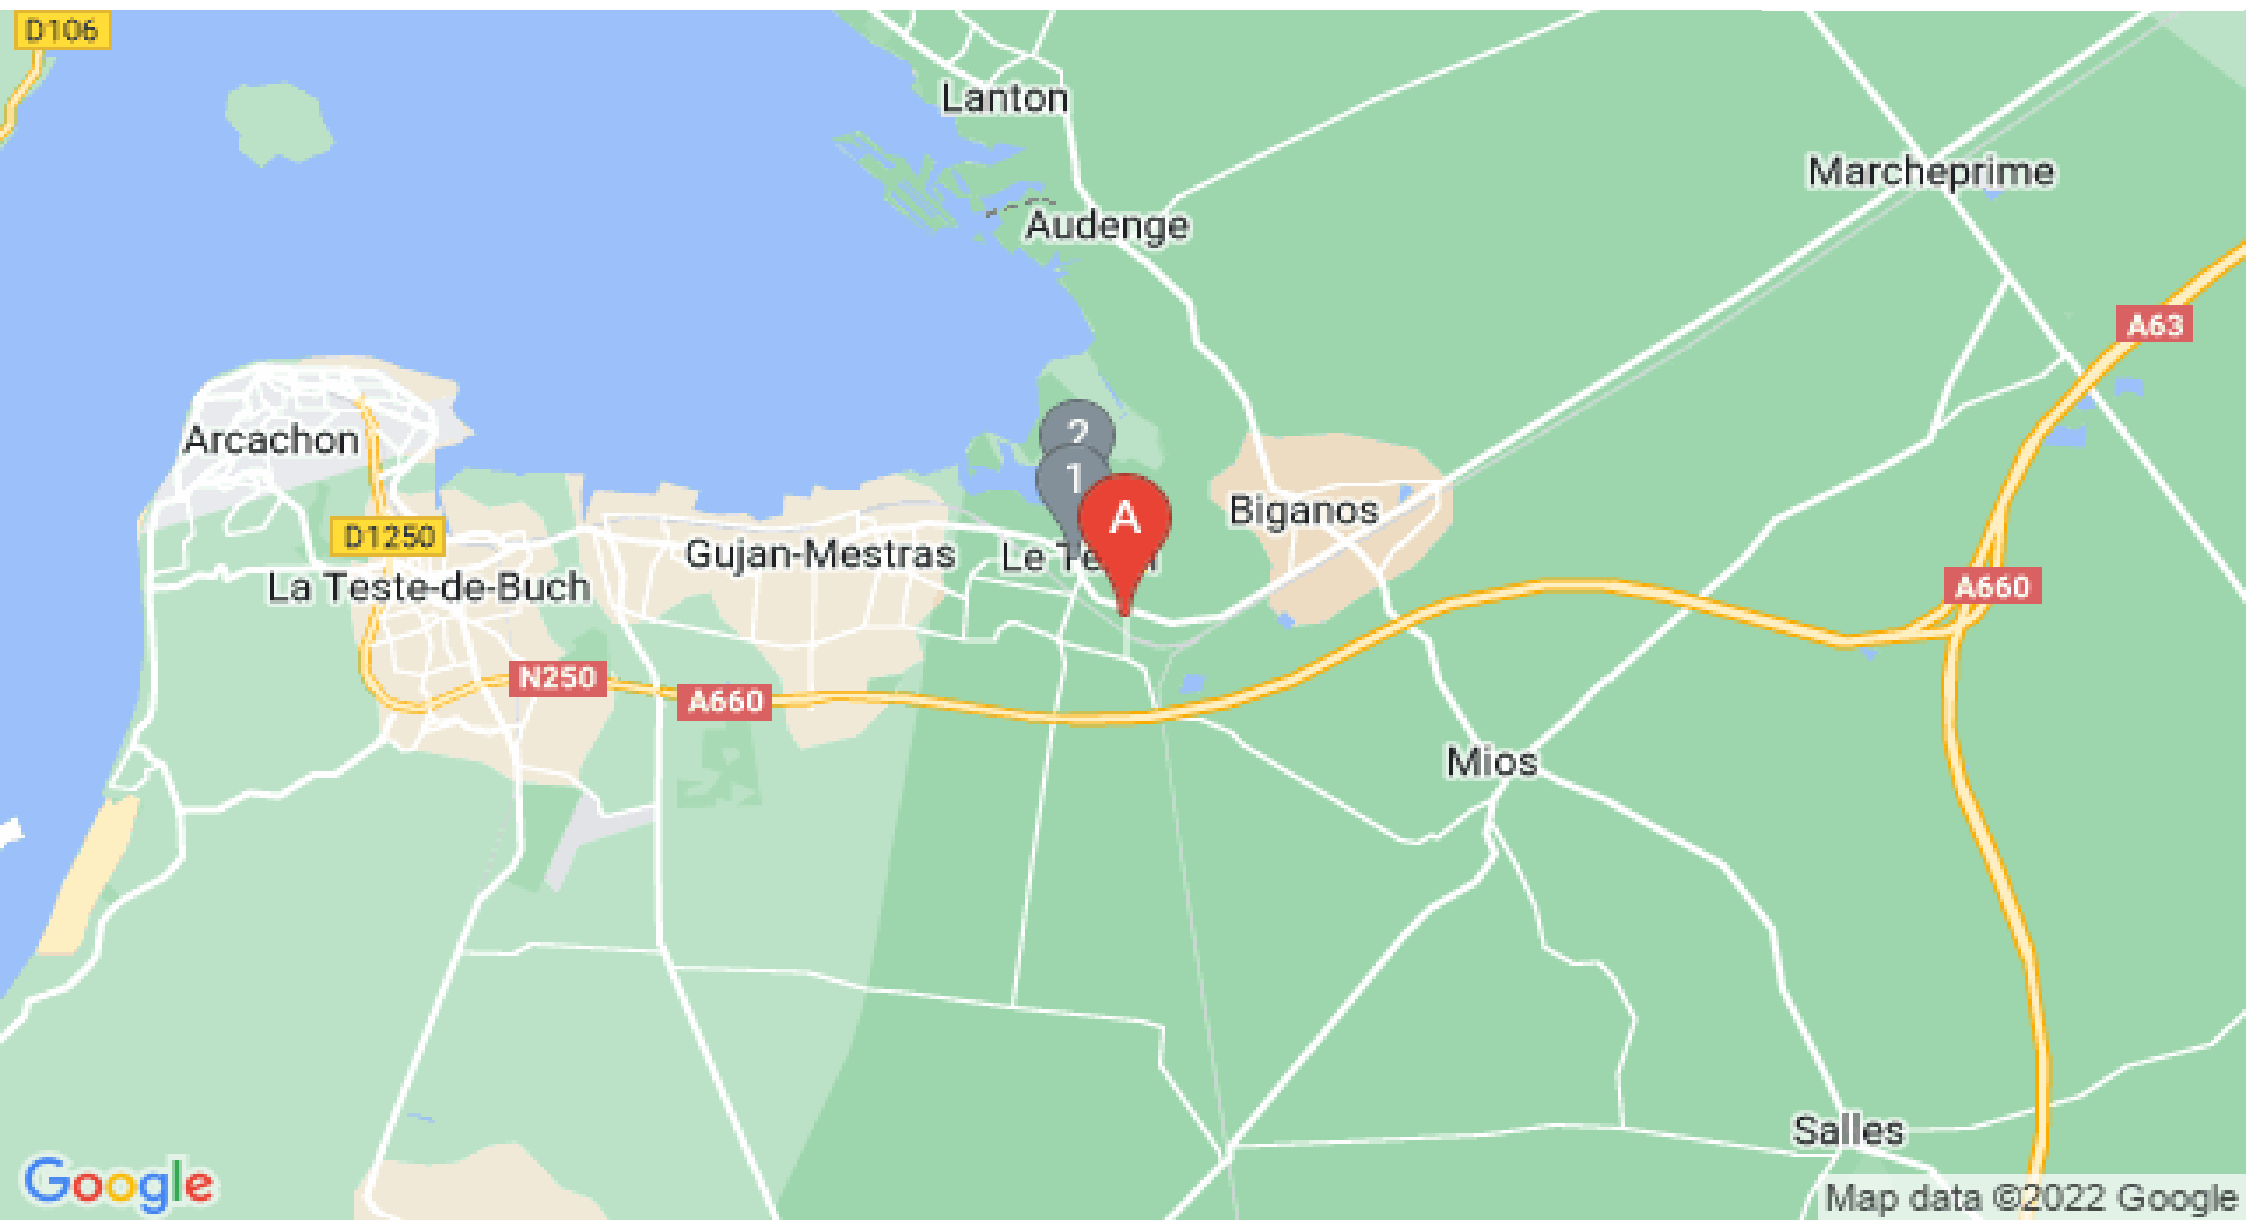 D106
Lanton
Marcheprime
Audenge
A63
2
Arcachon
1
A
Biganos
D1250
Gujan-Mestras
Le
La Teste-de-Buch
A660
N250
A660
Mios
Salles
Google
Map data ©2022 Google